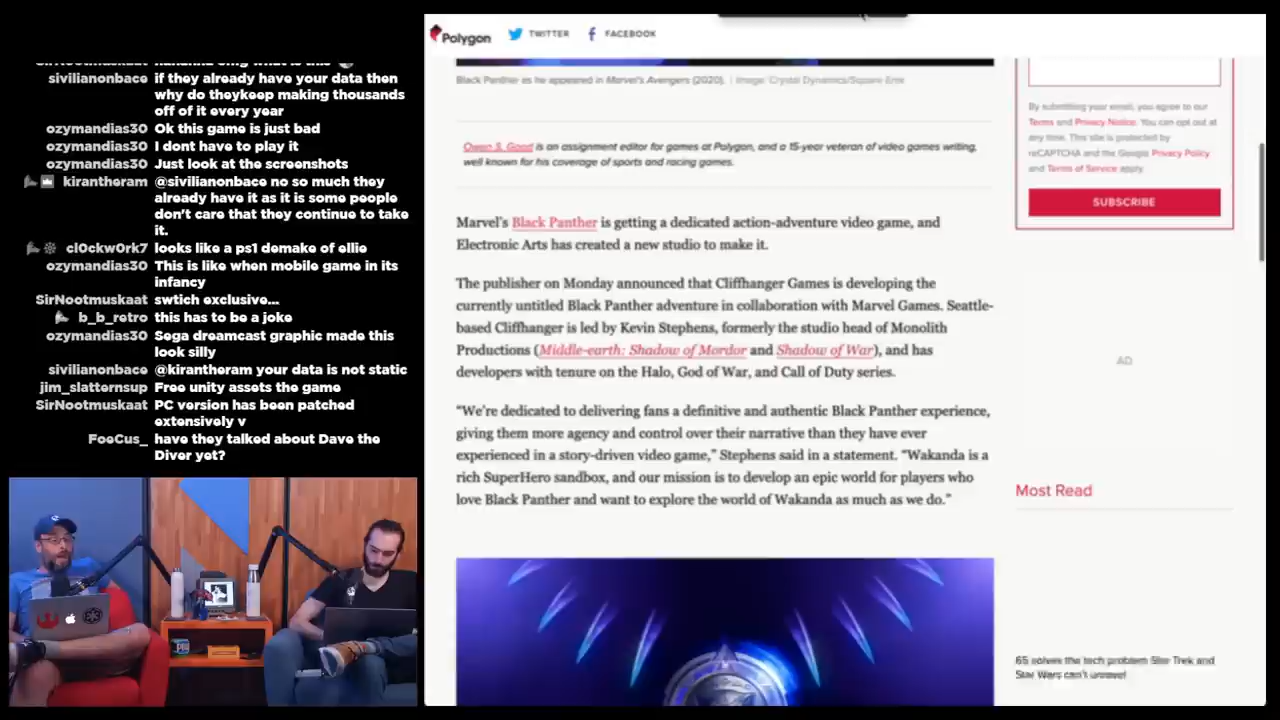 Polygon
TWITTER
FACEBOOK
sivilianonbace if they already have your data then
why do theykeep making thousands
off of it every year
ozymandias30 Ok this game is just bad
ozymandias30 I dont have to play it
ozymandias30 Just look at the screenshots
kirantheram @sivilianonbace no so much they
already have it as it is some people
don't care that they continue to take
it.
cl0ckw0rk7 looks like a ps1 demake of ellie
ozymandias30 This is like when mobile game in its
infancy
SirNootmuskaat swtich exclusive...
b_b_retro this has to be a joke
ozymandias30 Sega dreamcast graphic made this
look silly
sivilianonbace @kirantheram your data is not static
jim_slatternsup Free unity assets the game
SirNootmuskaat PC version has been patched
extensively v
FoeCus_ have they talked about Dave the
Diver yet?
Black Panther as he appeared in Marvel's Avengers (2020). | Image: Crystal Dynamics/Square Enix
Owen S. Good is an assignment editor for games at Polygon, and a 15-year veteran of video games writing,
well known for his coverage of sports and racing games.
Marvel's Black Panther is getting a dedicated action-adventure video game, and
Electronic Arts has created a new studio to make it.
The publisher on Monday announced that Cliffhanger Games is developing the
currently untitled Black Panther adventure in collaboration with Marvel Games. Seattle-
based Cliffhanger is led by Kevin Stephens, formerly the studio head of Monolith
Productions (Middle-earth: Shadow of Mordor and Shadow of War), and has
developers with tenure on the Halo, God of War, and Call of Duty series.
“We're dedicated to delivering fans a definitive and authentic Black Panther experience,
giving them more agency and control over their narrative than they have ever
experienced in a story-driven video game,” Stephens said in a statement. “Wakanda is a
rich SuperHero sandbox, and our mission is to develop an epic world for players who
love Black Panther and want to explore the world of Wakanda as much as we do.”
By submitting your email, you agree to our
Terms and Privacy Notice. You can opt out at
any time. This site is protected by
reCAPTCHA and the Google Privacy Policy
and Terms of Service apply.
SUBSCRIBE
AD
Most Read
65 solves the tech problem Star Trek and
Star Wars can't unravel